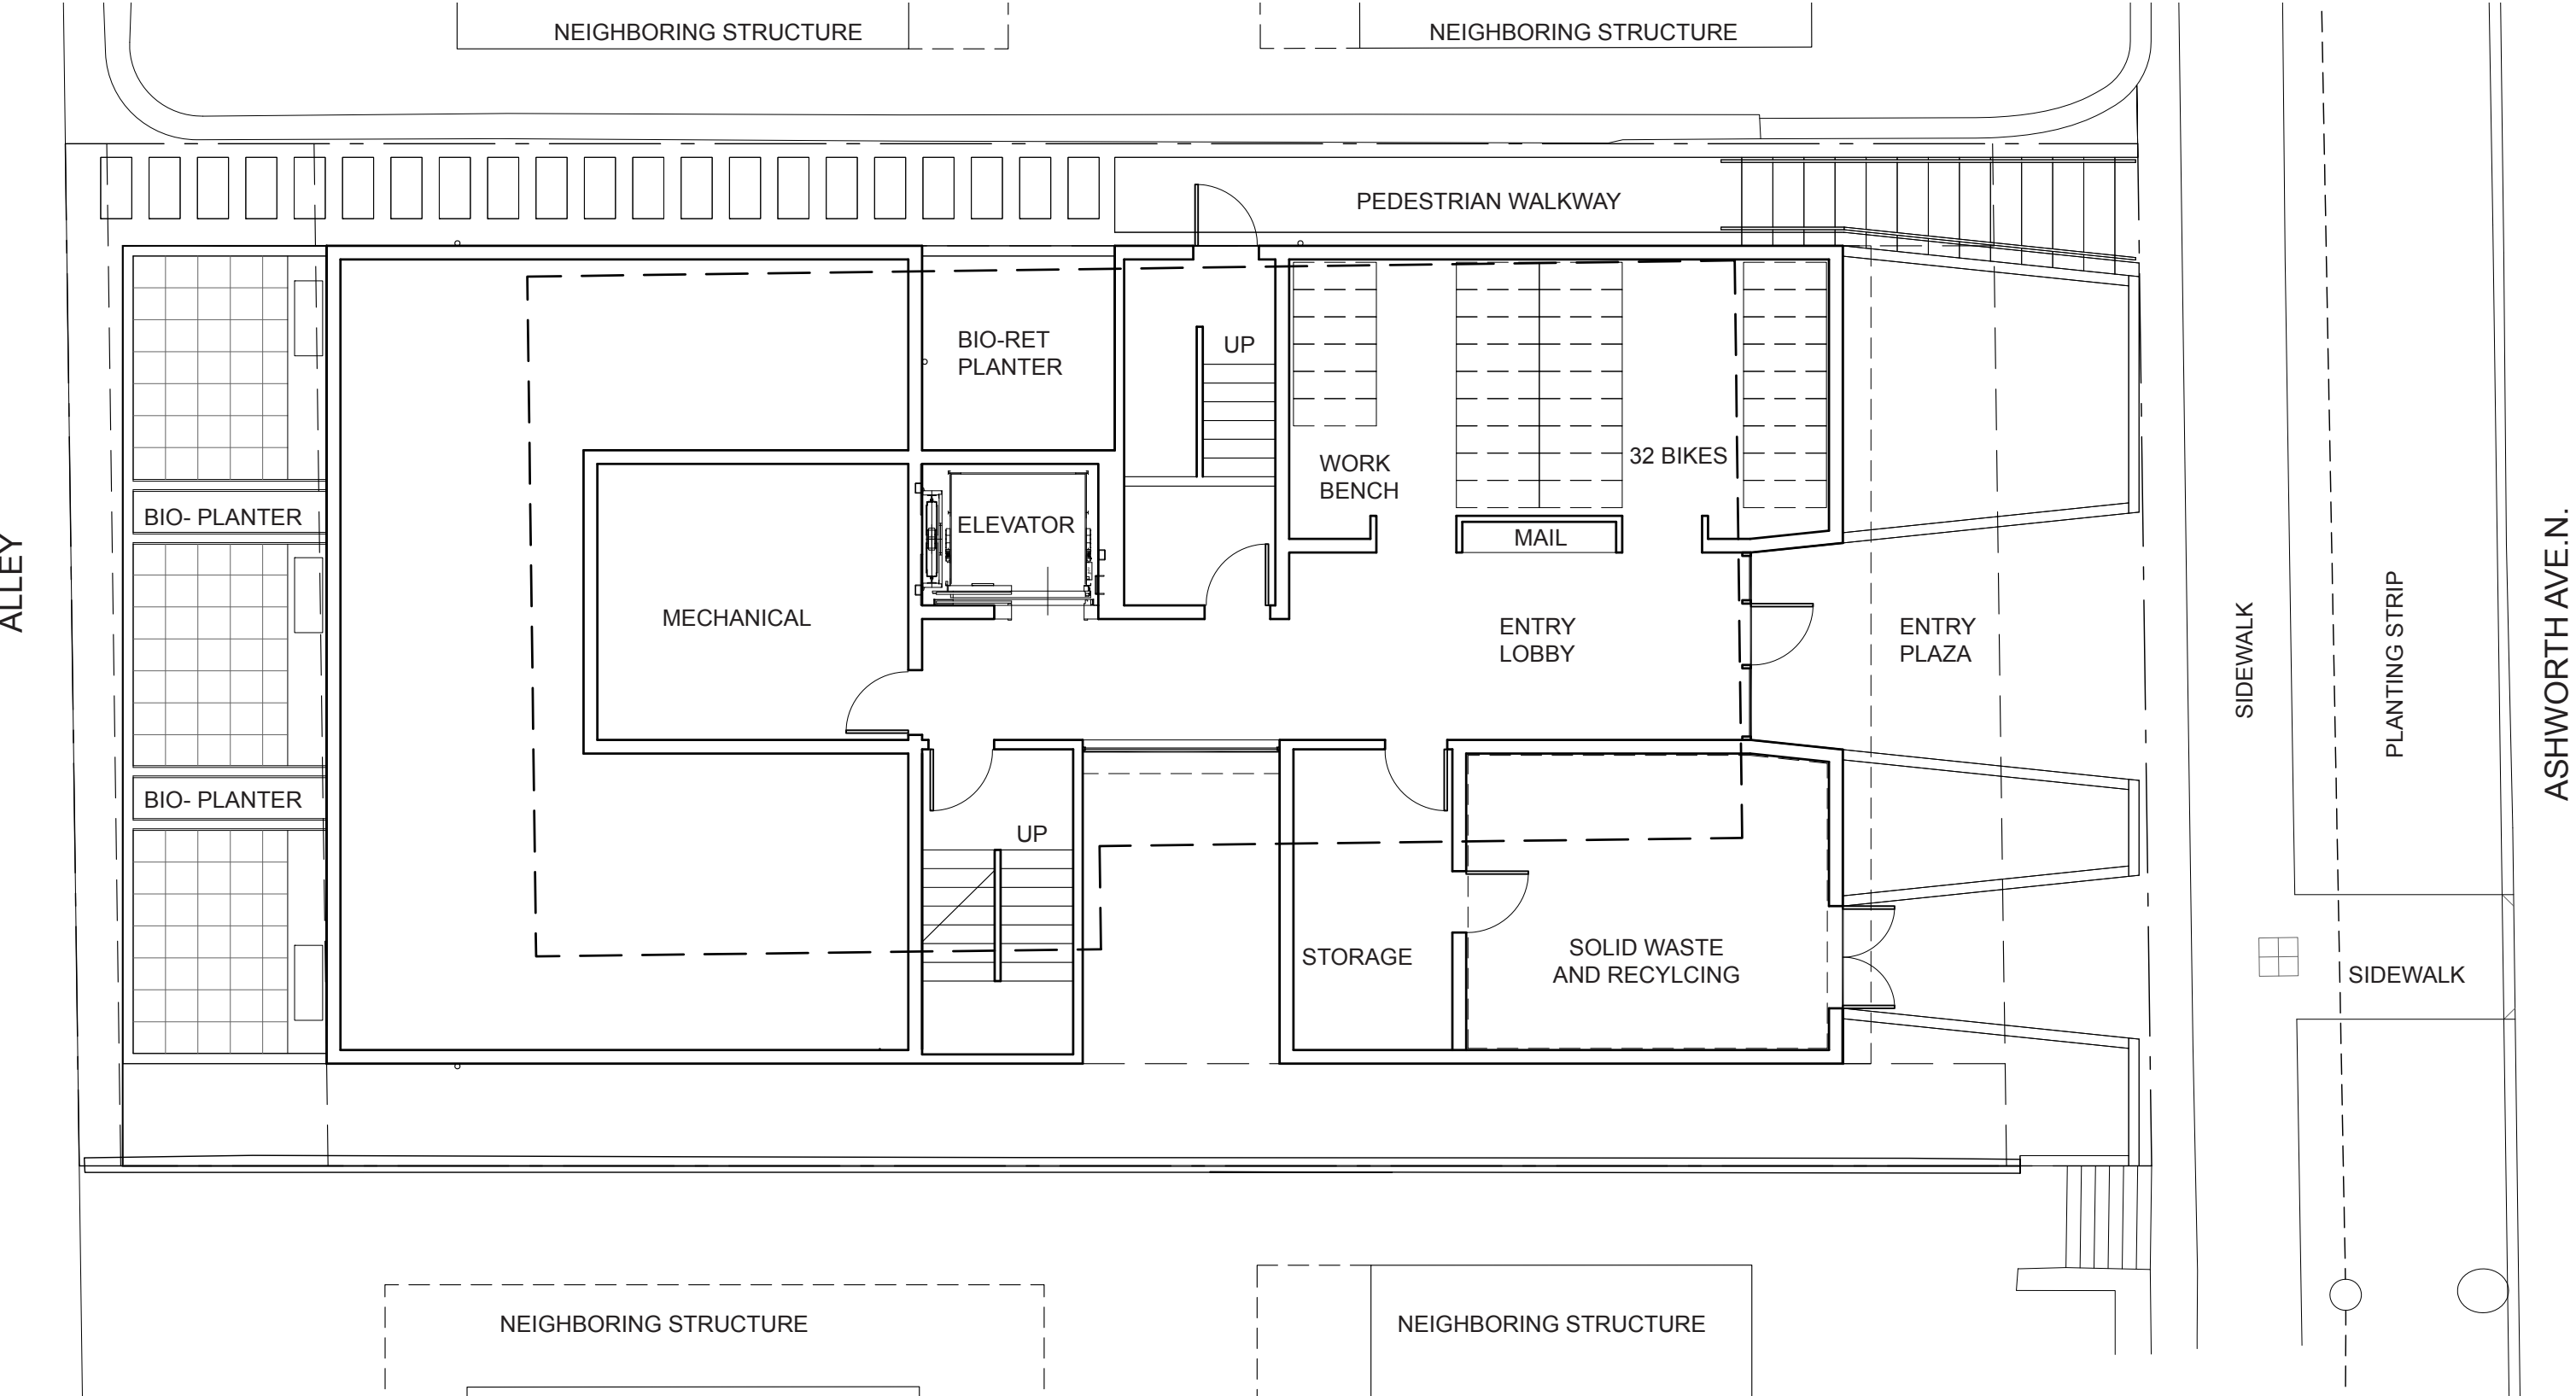 NEIGHBORING STRUCTURE
NEIGHBORING STRUCTURE
PEDESTRIAN WALKWAY
BIO-RET
PLANTER
UP
WORK
BENCH
32 BIKES
BIO- PLANTER
ELEVATOR
MAIL
ALLEY
MECHANICAL
ENTRY
LOBBY
ENTRY
PLAZA
SIDEWALK
PLANTING STRIP
ASHWORTH AVE.N.
BIO- PLANTER
UP
STORAGE
SOLID WASTE
AND RECYLCING
SIDEWALK
NEIGHBORING STRUCTURE
NEIGHBORING STRUCTURE